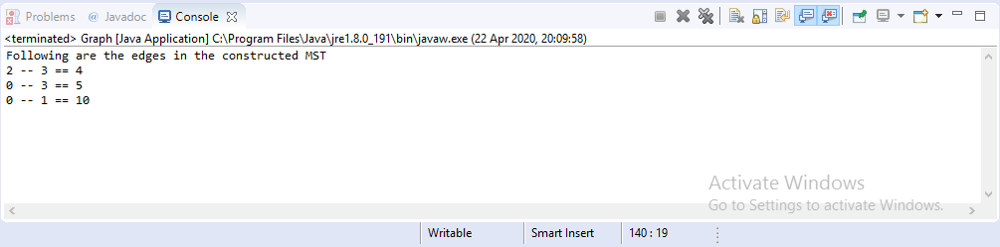 Problems @ Javadoc Console
<terminated> Graph [Java Application] C:\Program Files\Java\jre1.8.0_191\bin\javaw.exe (22 Apr 2020, 20:09:58)
Following are the edges in the constructed MST
2 -- 3 == 4
0 -- 3 == 5
0 -- 1 == 10
Activate Windows
Go to Settings to activate Windows.
Writable Smart Insert 140 : 19